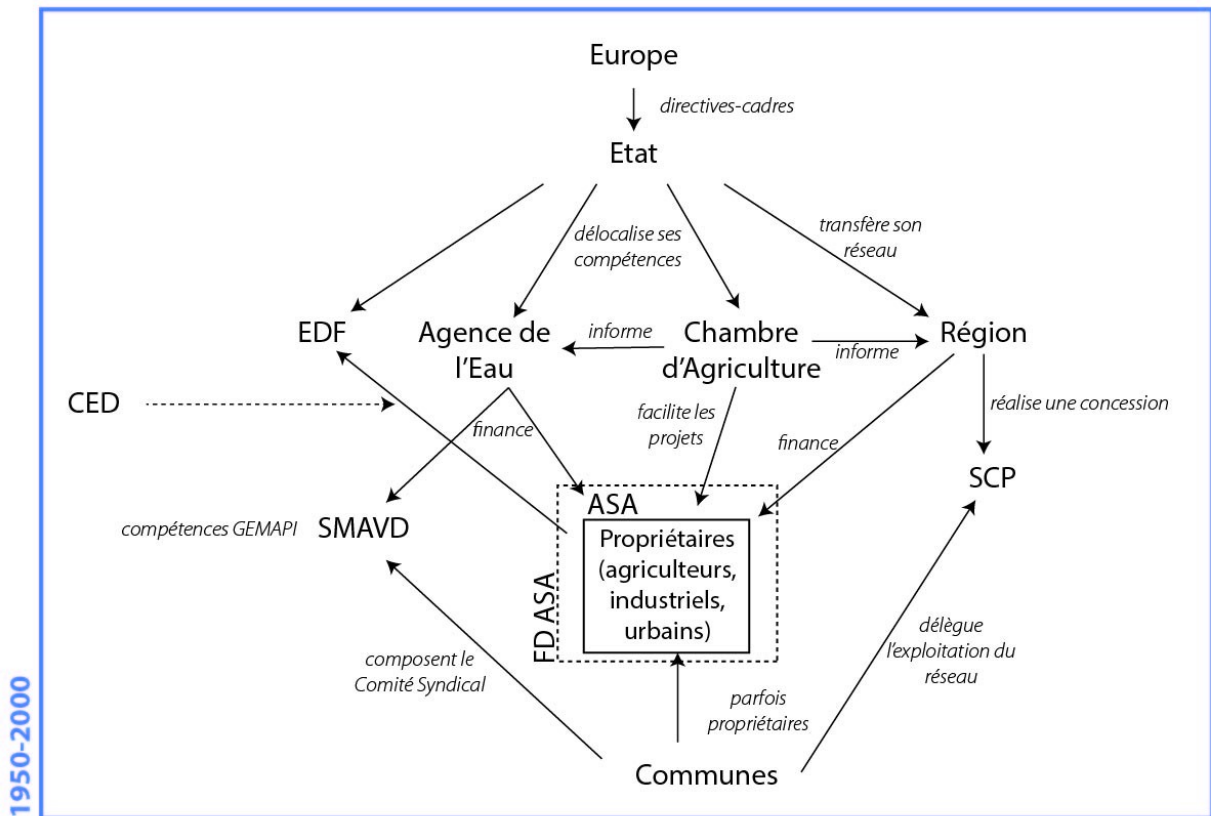 Europe
directives-cadres
Etat
délocalise ses
compétences
transfère son
réseau
EDF
Agence de
l'Eau
informe
Chambre
d'Agriculture
informe
Région
CED
finance
facilite les
projets
finance
réalise une concession
SCP
compétences GEMAPI
SMAVD
ASA
Propriétaires
(agriculteurs,
industriels,
urbains)
FD ASA
composent le
Comité Syndical
parfois
propriétaires
délègue
l'exploitation du
réseau
Communes
1950-2000